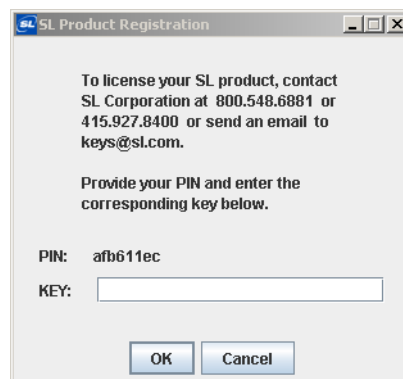 SL SL Product Registration
To license your SL product, contact
SL Corporation at 800.548.6881 or
415.927.8400 or send an email to
keys@sl.com.
Provide your PIN and enter the
corresponding key below.
PIN: afb611ec
KEY:
OK Cancel